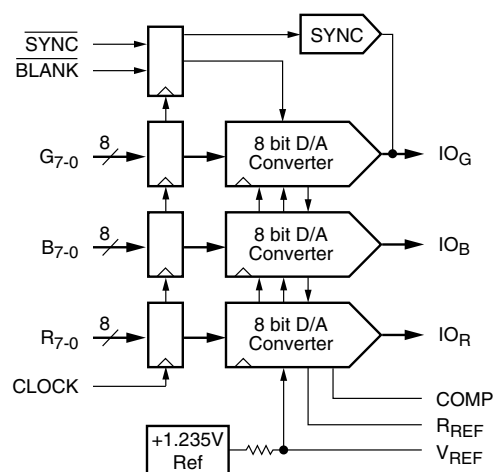 SYNC
SYNC
BLANK
8
G7-0
8 bit D/A
Converter
IOG
8
B7-0
8 bit D/A
Converter
IOB
8
R7-0
8 bit D/A
Converter
IOR
CLOCK
COMP
RREF
+1.235V
Ref
VREF